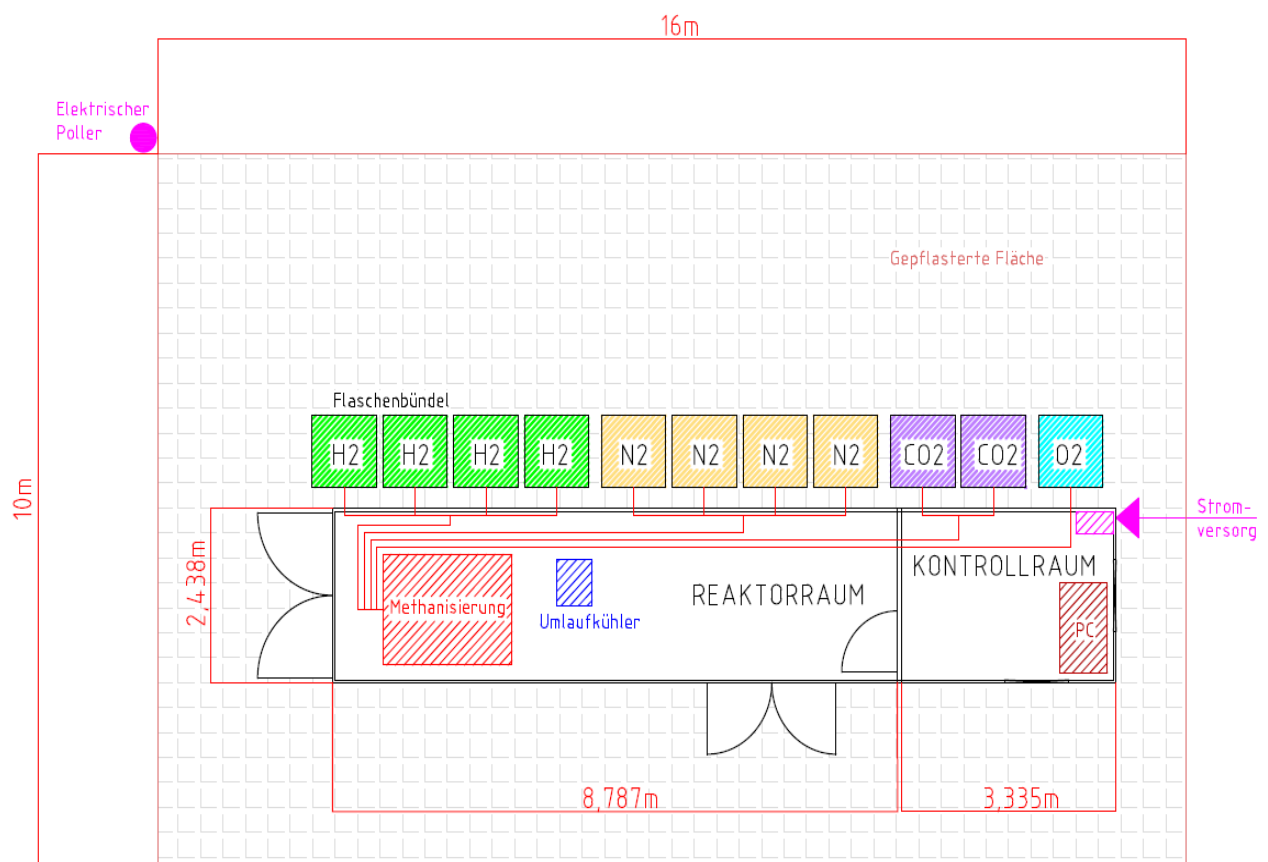 16m
Elektrischer
Poller
Gepflasterte Fläche
Flaschenbündel
H2 H2 H2 H2 N2 N2 N2 N2 CO2 CO2 O2
10m
Strom-
versorg
2,438m
KONTROLLRAUM
REAKTORRAUM
Methanisierung
Umlaufkühler
PC
8,787m
3,335m